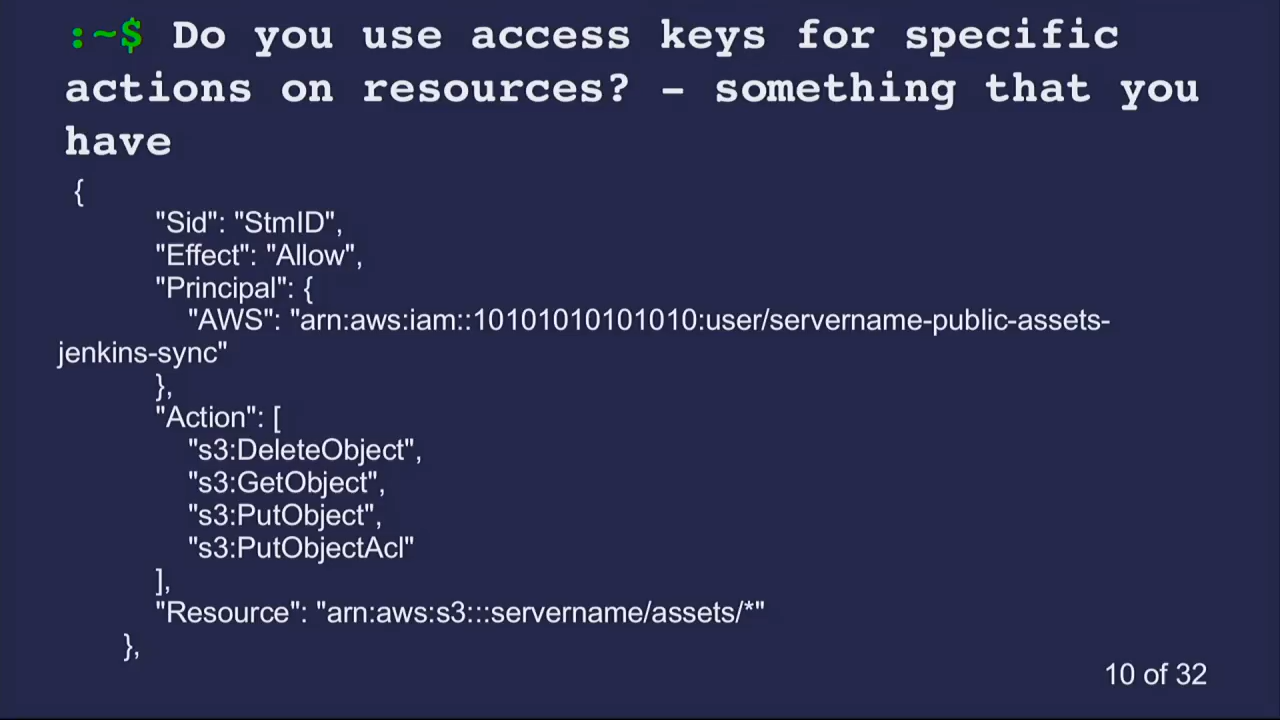 :~$ Do you use access keys for specific
actions on resources? - something that you
have
{
"Sid": "StmID",
"Effect": "Allow",
"Principal": {
"AWS": "arn:aws:iam::10101010101010:user/servername-public-assets-
jenkins-sync"
},
"Action": [
"s3:DeleteObject",
"s3:GetObject",
"s3:PutObject",
"s3:PutObjectAcl"
],
"Resource": "arn:aws:s3:::servername/assets/*"
},
10 of 32